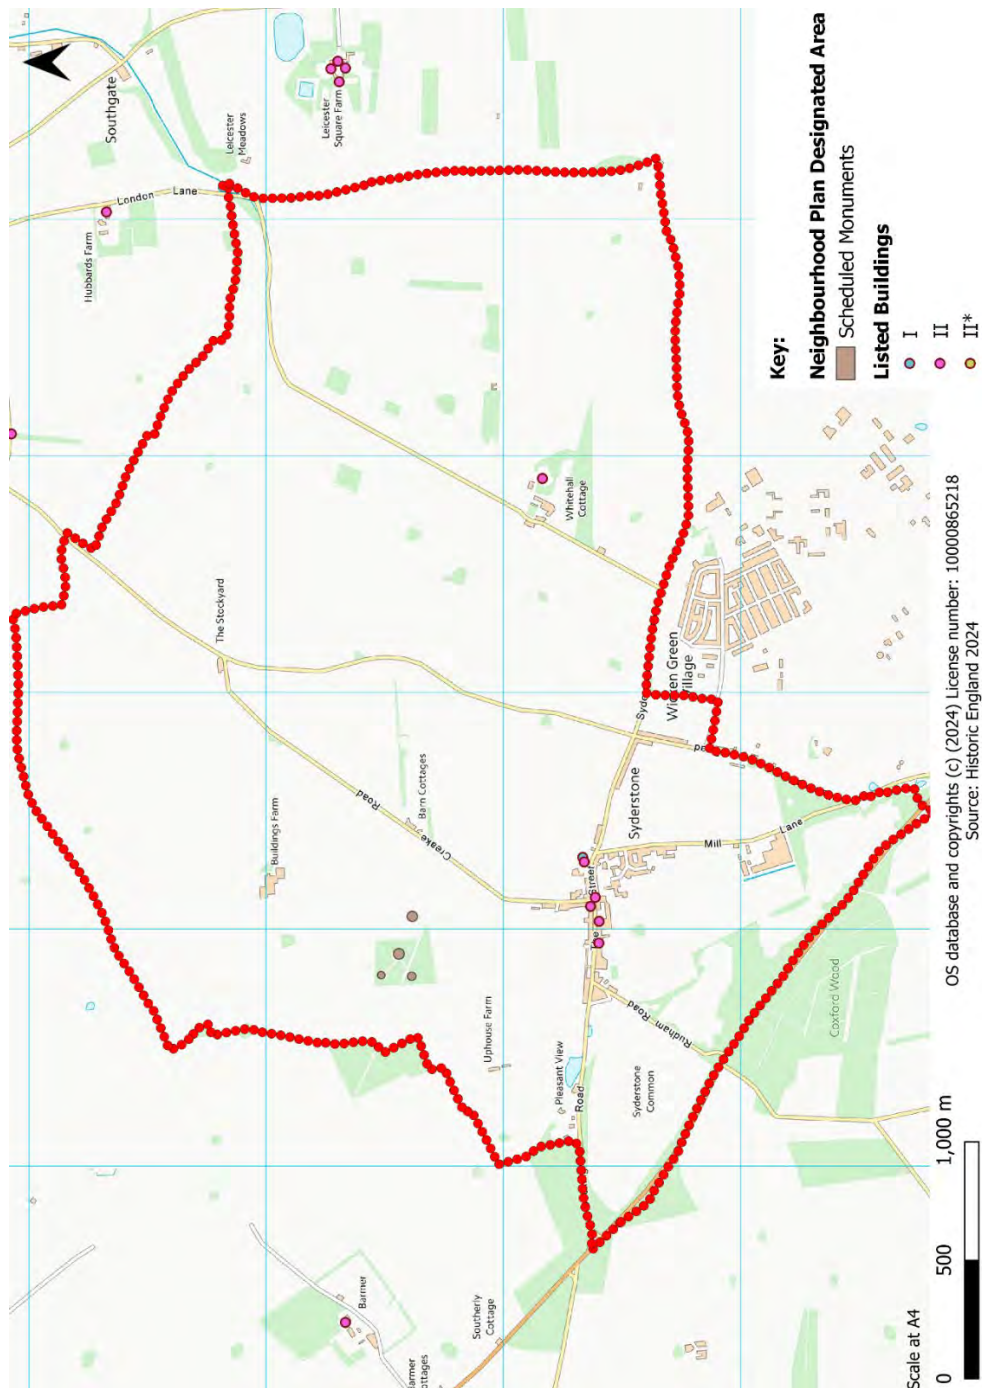 Southgate
Leicester
Meadows
Leicester
Square Farm
London Lane
Hubbards Farm
The Stockyard
Whitehall
Cottage
Buildings Farm
Creake Road
Barn Cottages
Wicken Green
Village
Syderstone
Mill Lane
Street
Uphouse Farm
Pleasant View
Road
Rudham Road
Syderstone
Common
Coxford Wood
Barmer
Southerly
Cottage
Key:
Neighbourhood Plan Designated Area
Scheduled Monuments
Listed Buildings
I
II
II*
Scale at A4
0 500 1,000 m
OS database and copyrights (c) (2024) License number: 10000865218
Source: Historic England 2024